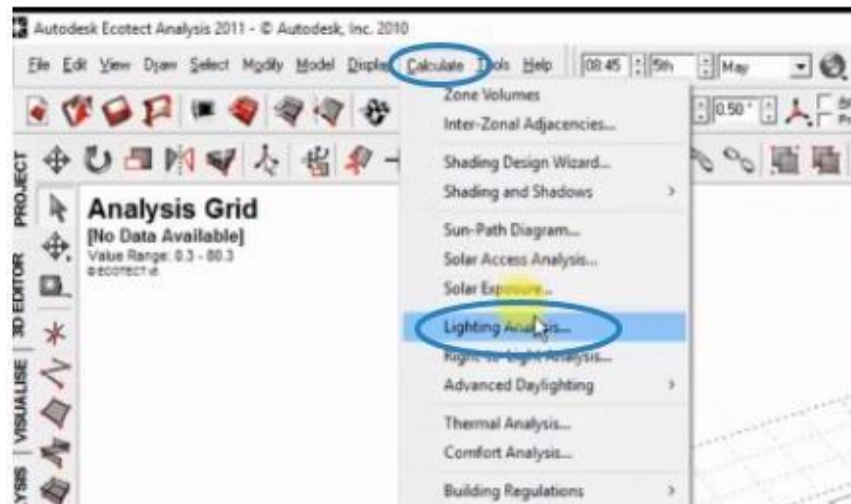 Autodesk Ecotect Analysis 2011 - © Autodesk, Inc. 2010
File Edit View Draw Select Modify Model Display Calculate Tools Help 08:45 5th May
0.50°
Zone Volumes
Inter-Zonal Adjacencies...
Shading Design Wizard...
Shading and Shadows
Sun-Path Diagram...
Solar Access Analysis...
Solar Exposure...
Lighting Analysis...
Right-to-Light Analysis...
Advanced Daylighting
Thermal Analysis...
Comfort Analysis...
Building Regulations
Analysis Grid
[No Data Available]
Value Range: 0.3 - 80.3
© ECOTECT v5
PROJECT
3D EDITOR
VISUALISE
YSIS